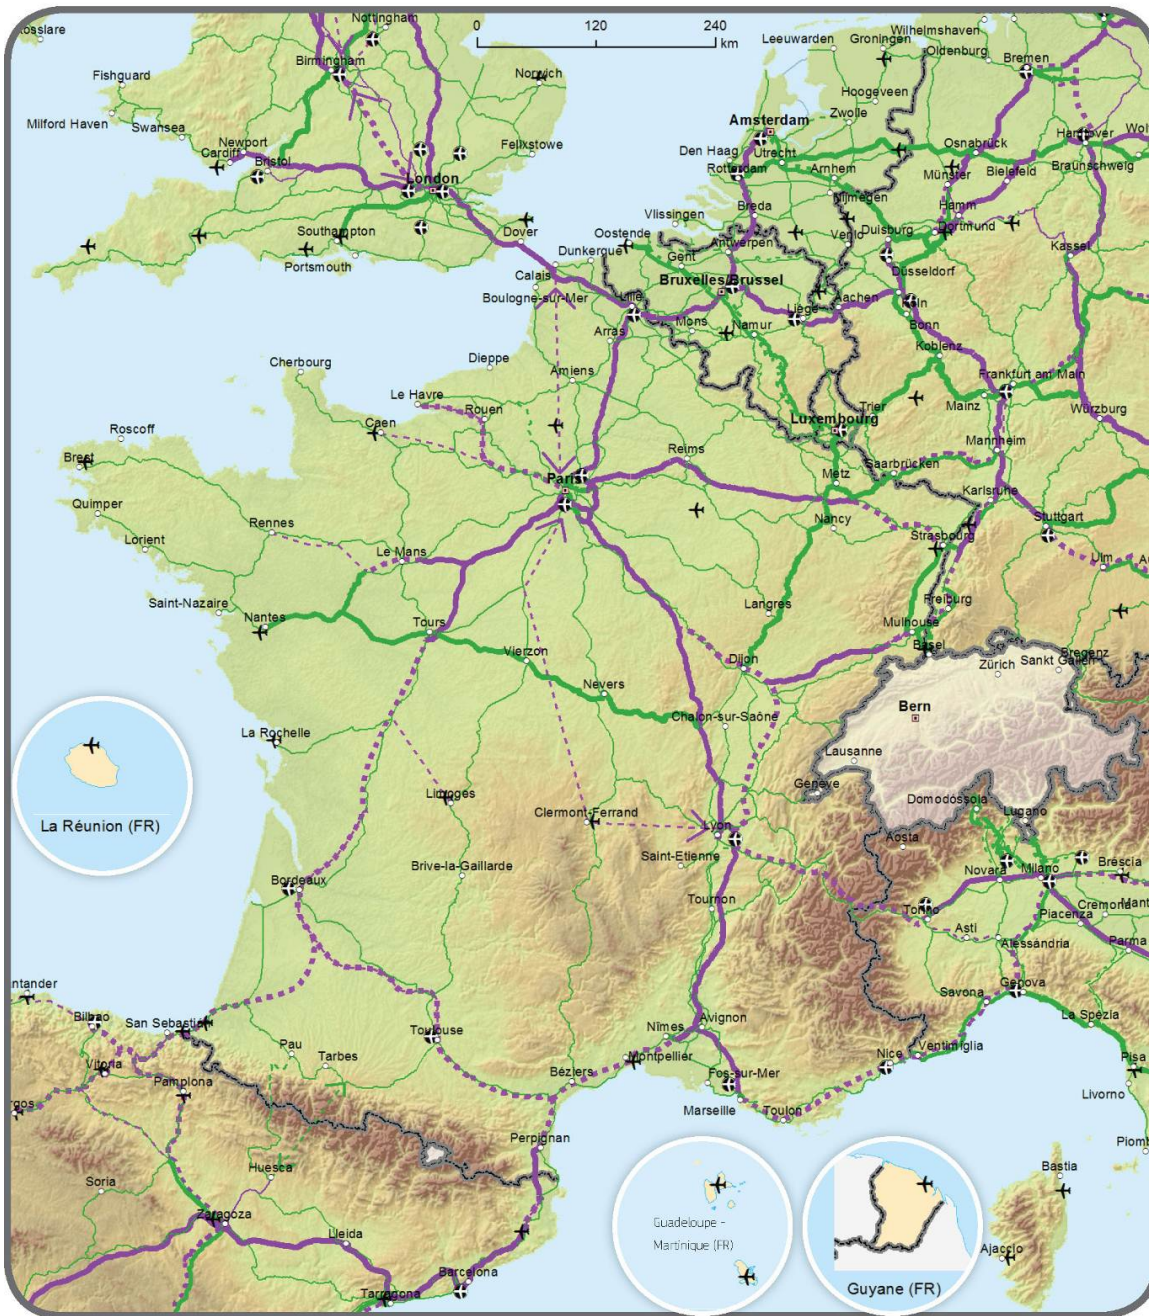 Nottingham
0 120 240
km
Wilhelmshaven
Leeuwarden
Groningen
Oldenburg
Bremen
Birmingham
Fishguard
Norwich
Hoogeveen
Milford Haven
Swansea
Zwolle
Amsterdam
Newport
Cardiff
Bristol
Felixstowe
Den Haag
Utrecht
Osnabrück
Hannover
Braunschweig
London
Rotterdam
Arnhem
Münster
Bielefeld
Nijmegen
Vlissingen
Breda
Hamm
Southampton
Dover
Oostende
Venlo
Duisburg
Dortmund
Portsmouth
Dunkerque
Gent
Antwerpen
Kassel
Calais
Bruxelles/Brussel
Düsseldorf
Boulogne-sur-Mer
Lille
Liège
Aachen
Köln
Arras
Mons
Namur
Bonn
Koblenz
Cherbourg
Dieppe
Amiens
Frankfurt am Main
Le Havre
Rouen
Trier
Mainz
Caen
Luxembourg
Würzburg
Roscoff
Mannheim
Brest
Reims
Saarbrücken
Paris
Metz
Karlsruhe
Quimper
Rennes
Nancy
Stuttgart
Lorient
Le Mans
Strasbourg
Ulm
Saint-Nazaire
Langres
Freiburg
Nantes
Tours
Mulhouse
Vierzon
Basel
Dijon
Zürich
Sankt Gallen
Bregenz
Nevers
Bern
Chalon-sur-Saône
La Rochelle
Lausanne
Limoges
Genève
Clermont-Ferrand
Domodossola
La Réunion (FR)
Lyon
Lugano
Aosta
Saint-Etienne
Brive-la-Gaillarde
Brescia
Bordeaux
Novara
Milano
Tournon
Torino
Piacenza
Asti
Alessándria
Parma
Santander
Savona
Genova
Bilbao
San Sebastián
Toulouse
Nîmes
Avignon
La Spézia
Pau
Tarbes
Montpellier
Nice
Ventimiglia
Vitoria
Pamplona
Béziers
Fos-sur-Mer
Pisa
Marseille
Toulon
Livorno
Perpignan
Huesca
Bastia
Soria
Zaragoza
Guadeloupe -
Martinique (FR)
Lleida
Ajaccio
Barcelona
Guyane (FR)
Tarragona